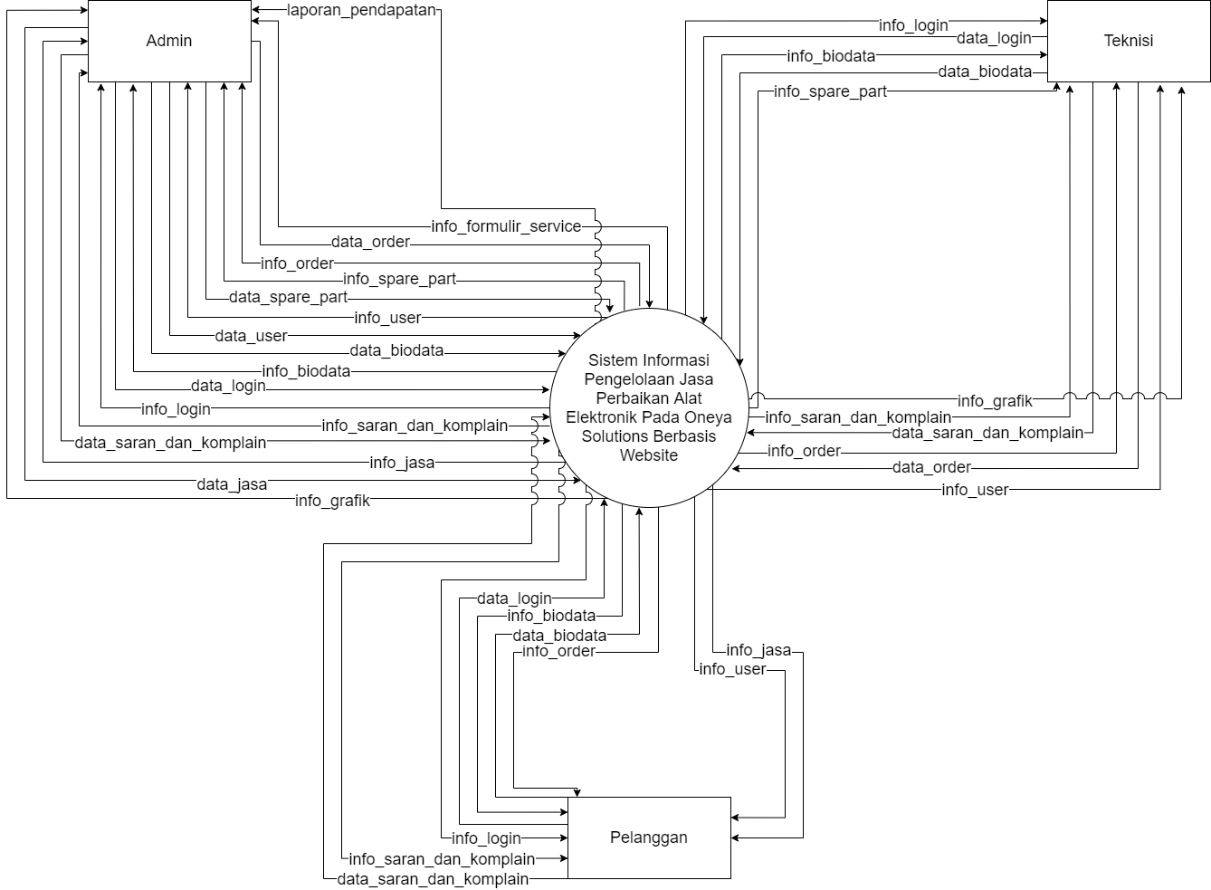 laporan_pendapatan
Admin
info_login
data_login
info_biodata
data_biodata
info_spare_part
Teknisi
info_formulir_service
data_order
info_order
info_spare_part
data_spare_part
info_user
data_user
data_biodata
info_biodata
data_login
info_login
info_saran_dan_komplain
data_saran_dan_komplain
info_jasa
data_jasa
info_grafik
Sistem Informasi
Pengelolaan Jasa
Perbaikan Alat
Elektronik Pada Oneya
Solutions Berbasis
Website
info_grafik
info_saran_dan_komplain
data_saran_dan_komplain
info_order
data_order
info_user
data_login
info_biodata
data_biodata
info_order
info_jasa
info_user
Pelanggan
info_login
info_saran_dan_komplain
data_saran_dan_komplain